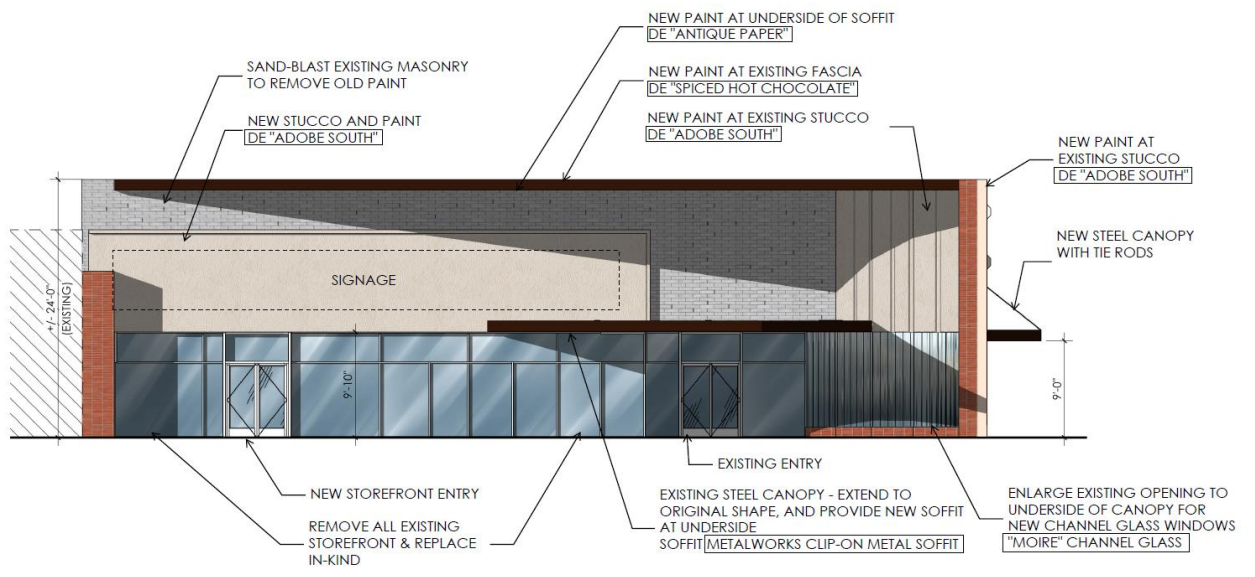 NEW PAINT AT UNDERSIDE OF SOFFIT
DE "ANTIQUE PAPER"
SAND-BLAST EXISTING MASONRY
TO REMOVE OLD PAINT
NEW PAINT AT EXISTING FASCIA
DE "SPICED HOT CHOCOLATE"
NEW STUCCO AND PAINT
DE "ADOBE SOUTH"
NEW PAINT AT EXISTING STUCCO
DE "ADOBE SOUTH"
NEW PAINT AT
EXISTING STUCCO
DE "ADOBE SOUTH"
NEW STEEL CANOPY
WITH TIE RODS
SIGNAGE
+/- 24'-0"
(EXISTING)
9'-10"
9'-0"
EXISTING ENTRY
NEW STOREFRONT ENTRY
REMOVE ALL EXISTING
STOREFRONT & REPLACE
IN-KIND
EXISTING STEEL CANOPY - EXTEND TO
ORIGINAL SHAPE, AND PROVIDE NEW SOFFIT
AT UNDERSIDE
SOFFIT METALWORKS CLIP-ON METAL SOFFIT
ENLARGE EXISTING OPENING TO
UNDERSIDE OF CANOPY FOR
NEW CHANNEL GLASS WINDOWS
"MOIRE" CHANNEL GLASS